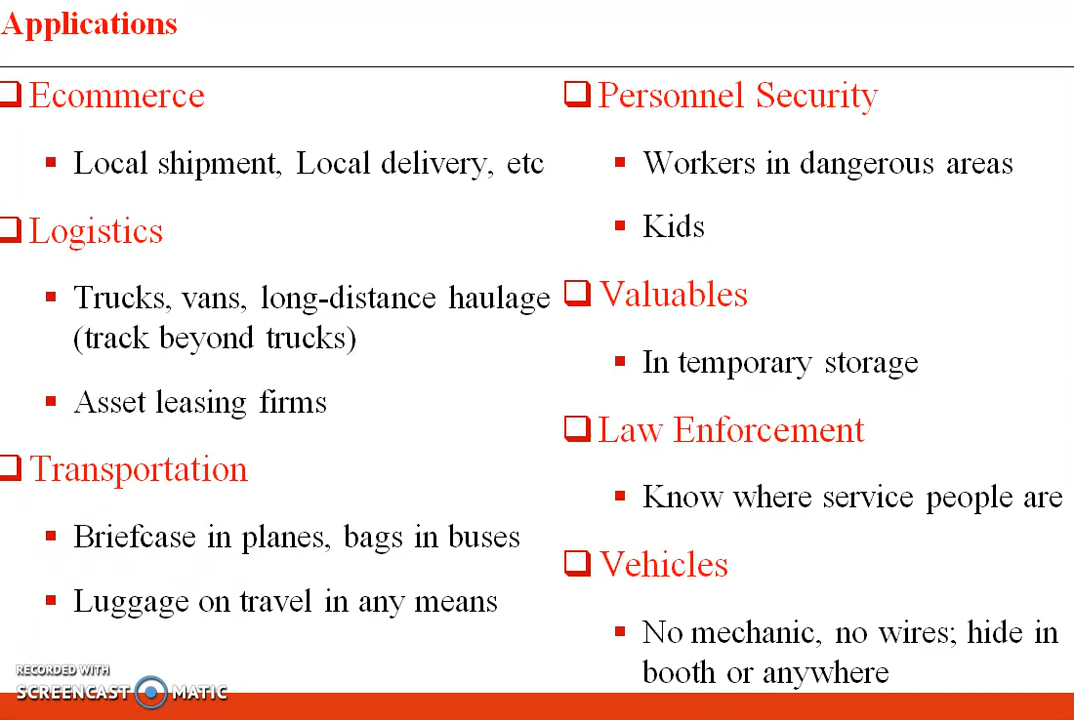 Applications
Ecommerce
Local shipment, Local delivery, etc
Logistics
Trucks, vans, long-distance haulage
(track beyond trucks)
Asset leasing firms
Transportation
Briefcase in planes, bags in buses
Luggage on travel in any means
Personnel Security
Workers in dangerous areas
Kids
Valuables
In temporary storage
Law Enforcement
Know where service people are
Vehicles
No mechanic, no wires; hide in
booth or anywhere
RECORDED WITH
SCREENCAST MATIC